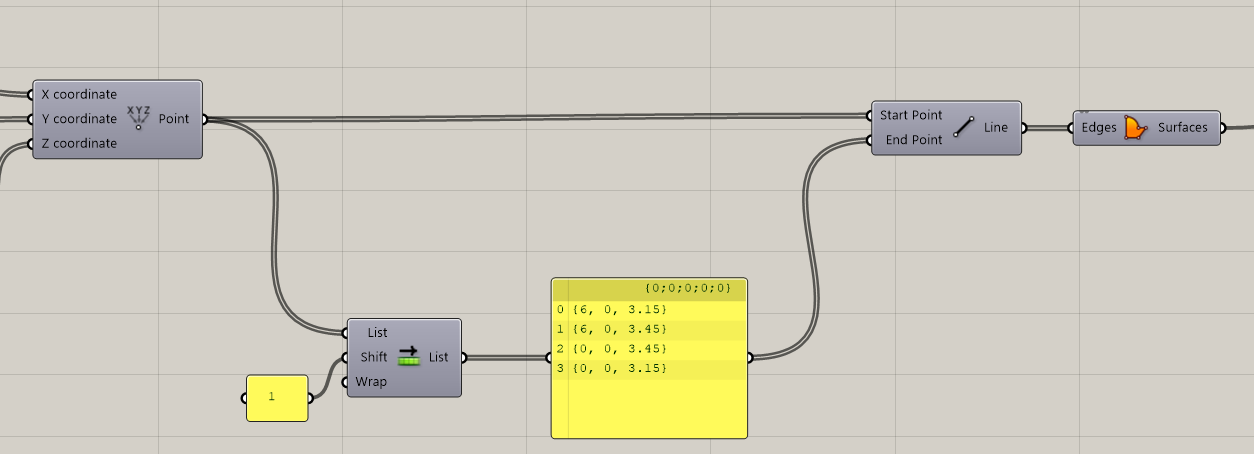 X coordinate
Y coordinate
Z coordinate
XYZ
Point
Start Point
End Point
Line
Edges
Surfaces
List
Shift
Wrap
List
1
{0;0;0;0;0}
0 {6, 0, 3.15}
1 {6, 0, 3.45}
2 {0, 0, 3.45}
3 {0, 0, 3.15}